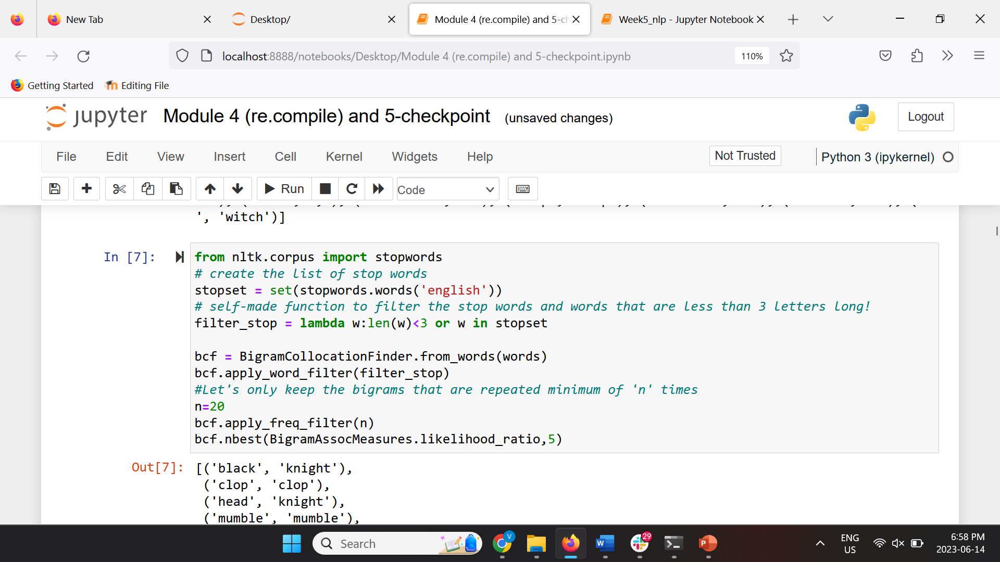 New Tab
Desktop/
Module 4 (re.compile) and 5-ch
Week5_nlp - Jupyter Notebook
localhost:8888/notebooks/Desktop/Module 4 (re.compile) and 5-checkpoint.ipynb
110%
Getting Started
Editing File
jupyter
Module 4 (re.compile) and 5-checkpoint
(unsaved changes)
Logout
File
Edit
View
Insert
Cell
Kernel
Widgets
Help
Not Trusted
Python 3 (ipykernel)
Run
Code
', 'witch')]
In [7]:
from nltk.corpus import stopwords
# create the list of stop words
stopset = set(stopwords.words('english'))
# self-made function to filter the stop words and words that are less than 3 letters long!
filter_stop = lambda w:len(w)<3 or w in stopset
bcf = BigramCollocationFinder.from_words(words)
bcf.apply_word_filter(filter_stop)
#Let's only keep the bigrams that are repeated minimum of 'n' times
n=20
bcf.apply_freq_filter(n)
bcf.nbest(BigramAssocMeasures.likelihood_ratio,5)
Out[7]:
[('black', 'knight'),
('clop', 'clop'),
('head', 'knight'),
('mumble', 'mumble'),
Search
V
W
29
P
ENG
US
6:58 PM
2023-06-14